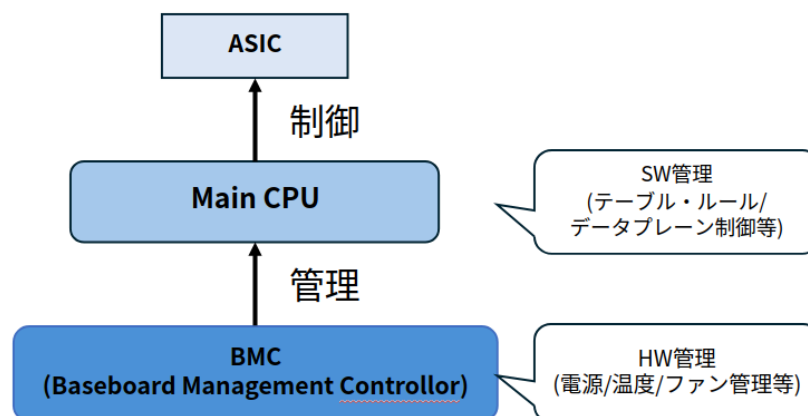 ASIC
制御
Main CPU
SW管理
(テーブル・ルール/
データプレーン制御等)
管理
BMC
(Baseboard Management Controllor)
HW管理
(電源/温度/ファン管理等)